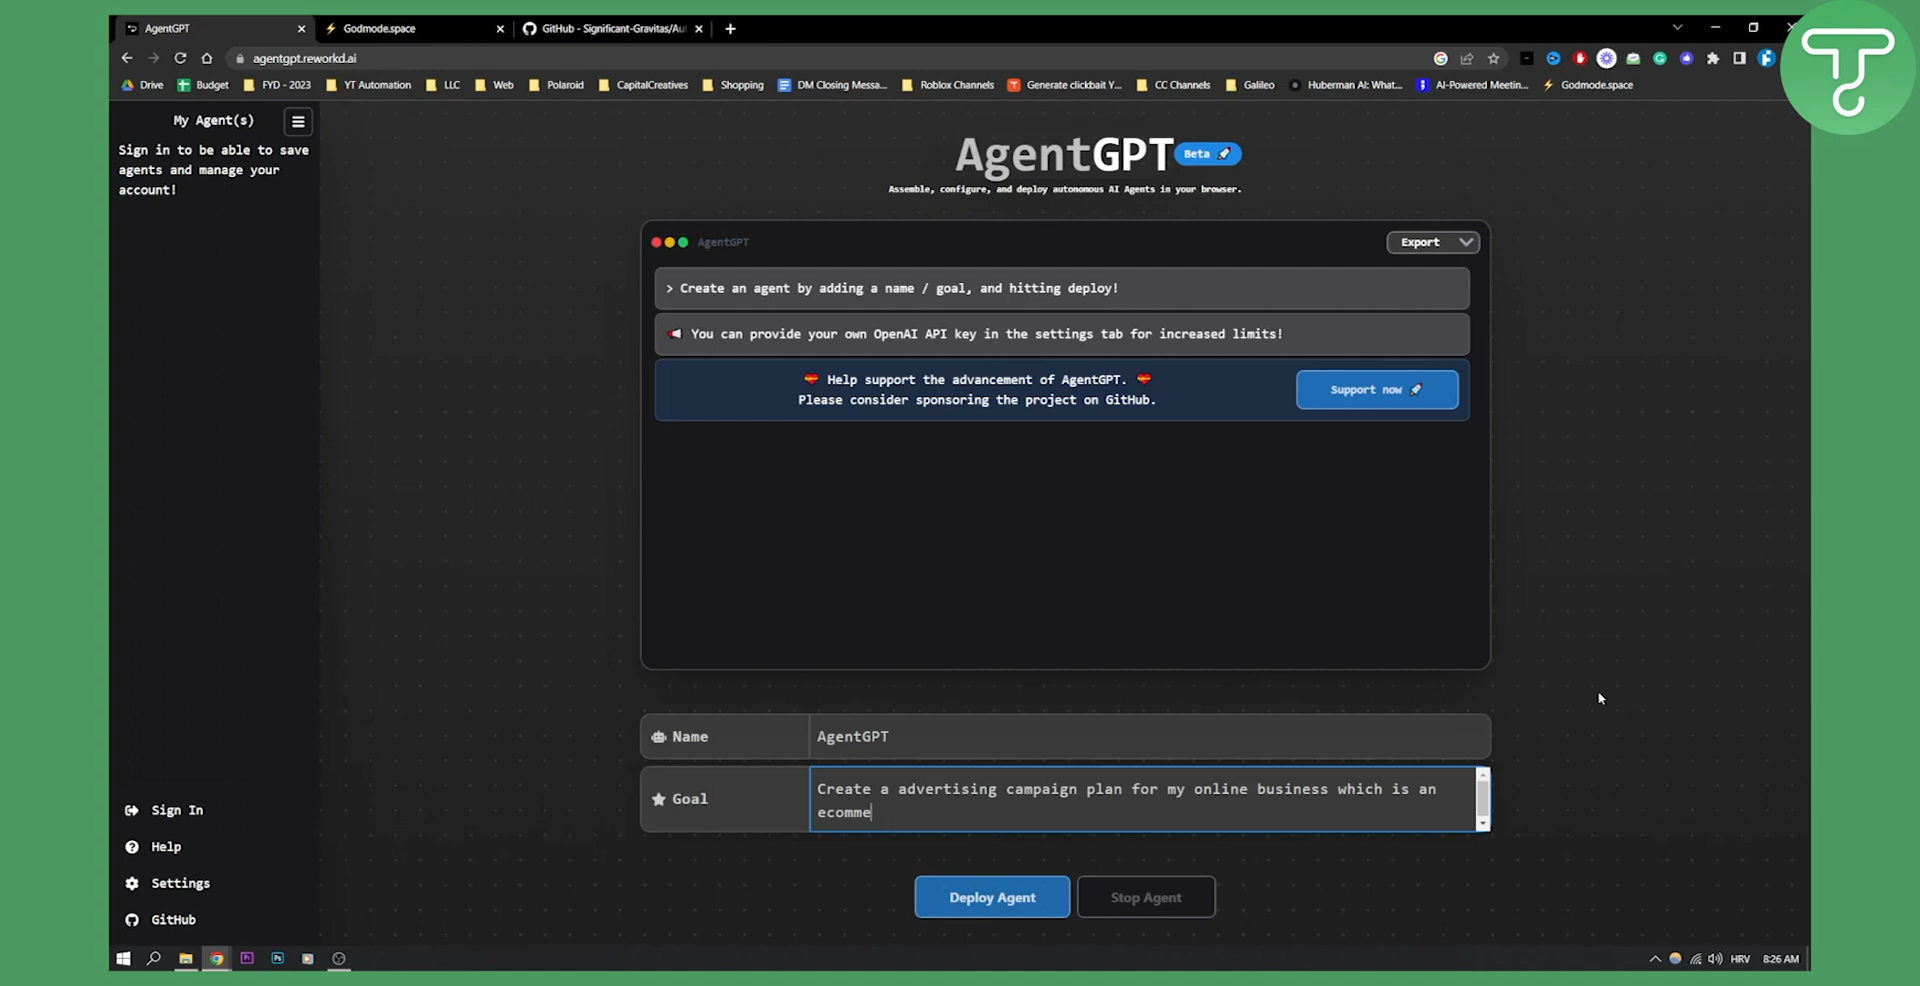 AgentGPT
Godmode.space
GitHub - Significant-Gravitas/Aut
agentgpt.reworkd.ai
Drive
Budget
FYD - 2023
YT Automation
LLC
Web
Polaroid
CapitalCreatives
Shopping
DM Closing Messa...
Roblox Channels
Generate clickbait Y...
CC Channels
Galileo
Huberman AI: What...
AI-Powered Meetin...
Godmode.space
My Agent(s)
Sign in to be able to save
agents and manage your
account!
AgentGPT
Beta
Assemble, configure, and deploy autonomous AI Agents in your browser.
AgentGPT
Export
> Create an agent by adding a name / goal, and hitting deploy!
You can provide your own OpenAI API key in the settings tab for increased limits!
Help support the advancement of AgentGPT.
Please consider sponsoring the project on GitHub.
Support now
Name
AgentGPT
Goal
Create a advertising campaign plan for my online business which is an
ecomme
Deploy Agent
Stop Agent
Sign In
Help
Settings
GitHub
Pr
Ps
HRV
8:26 AM